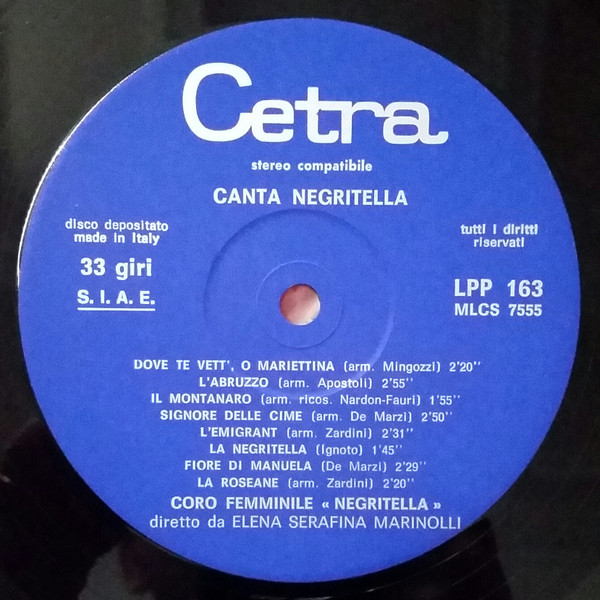 Cetra
stereo compatibile
CANTA NEGRITELLA
disco depositato
made in Italy
33 giri
S. I. A. E.
tutti i diritti
riservati
LPP 163
MLCS 7555
DOVE TE VETT', O MARIETTINA (arm. Mingozzi) 2'20''
L'ABRUZZO (arm. Apostoli) 2'55''
IL MONTANARO (arm. ricos. Nardon-Fauri) 1'55''
SIGNORE DELLE CIME (arm. De Marzi) 2'50''
L'EMIGRANT (arm. Zardini) 2'31''
LA NEGRITELLA (Ignoto) 1'45''
FIORE DI MANUELA (De Marzi) 2'29''
LA ROSEANE (arm. Zardini) 2'20''
CORO FEMMINILE « NEGRITELLA »
diretto da ELENA SERAFINA MARINOLLI